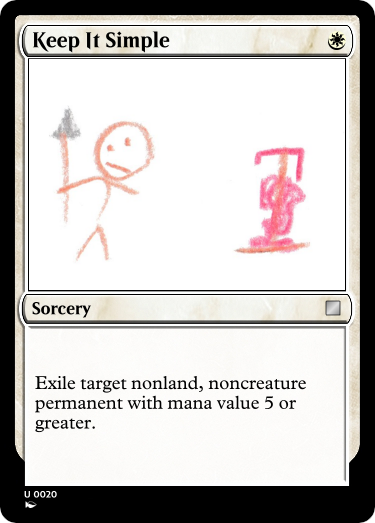 Keep It Simple
Sorcery
Exile target nonland, noncreature
permanent with mana value 5 or
greater.
U 0020